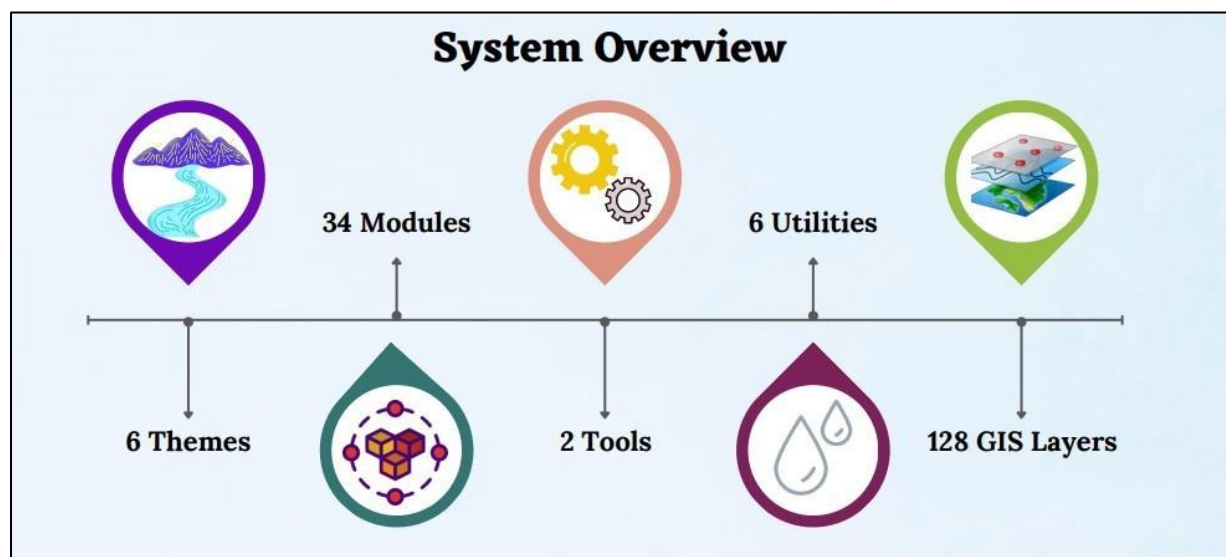 System Overview
34 Modules
6 Utilities
6 Themes
2 Tools
128 GIS Layers